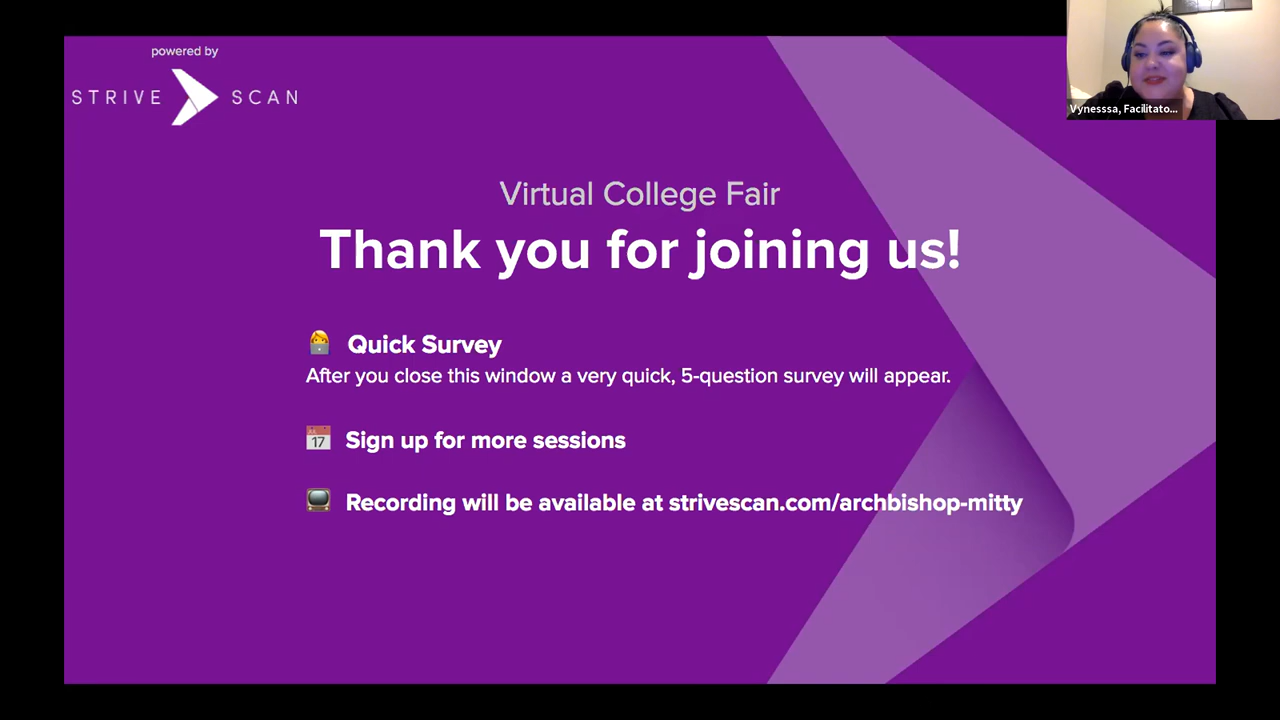 powered by
STRIVE SCAN
Vynesssa, Facilitato...
Virtual College Fair
Thank you for joining us!
Quick Survey
After you close this window a very quick, 5-question survey will appear.
17
Sign up for more sessions
Recording will be available at strivescan.com/archbishop-mitty